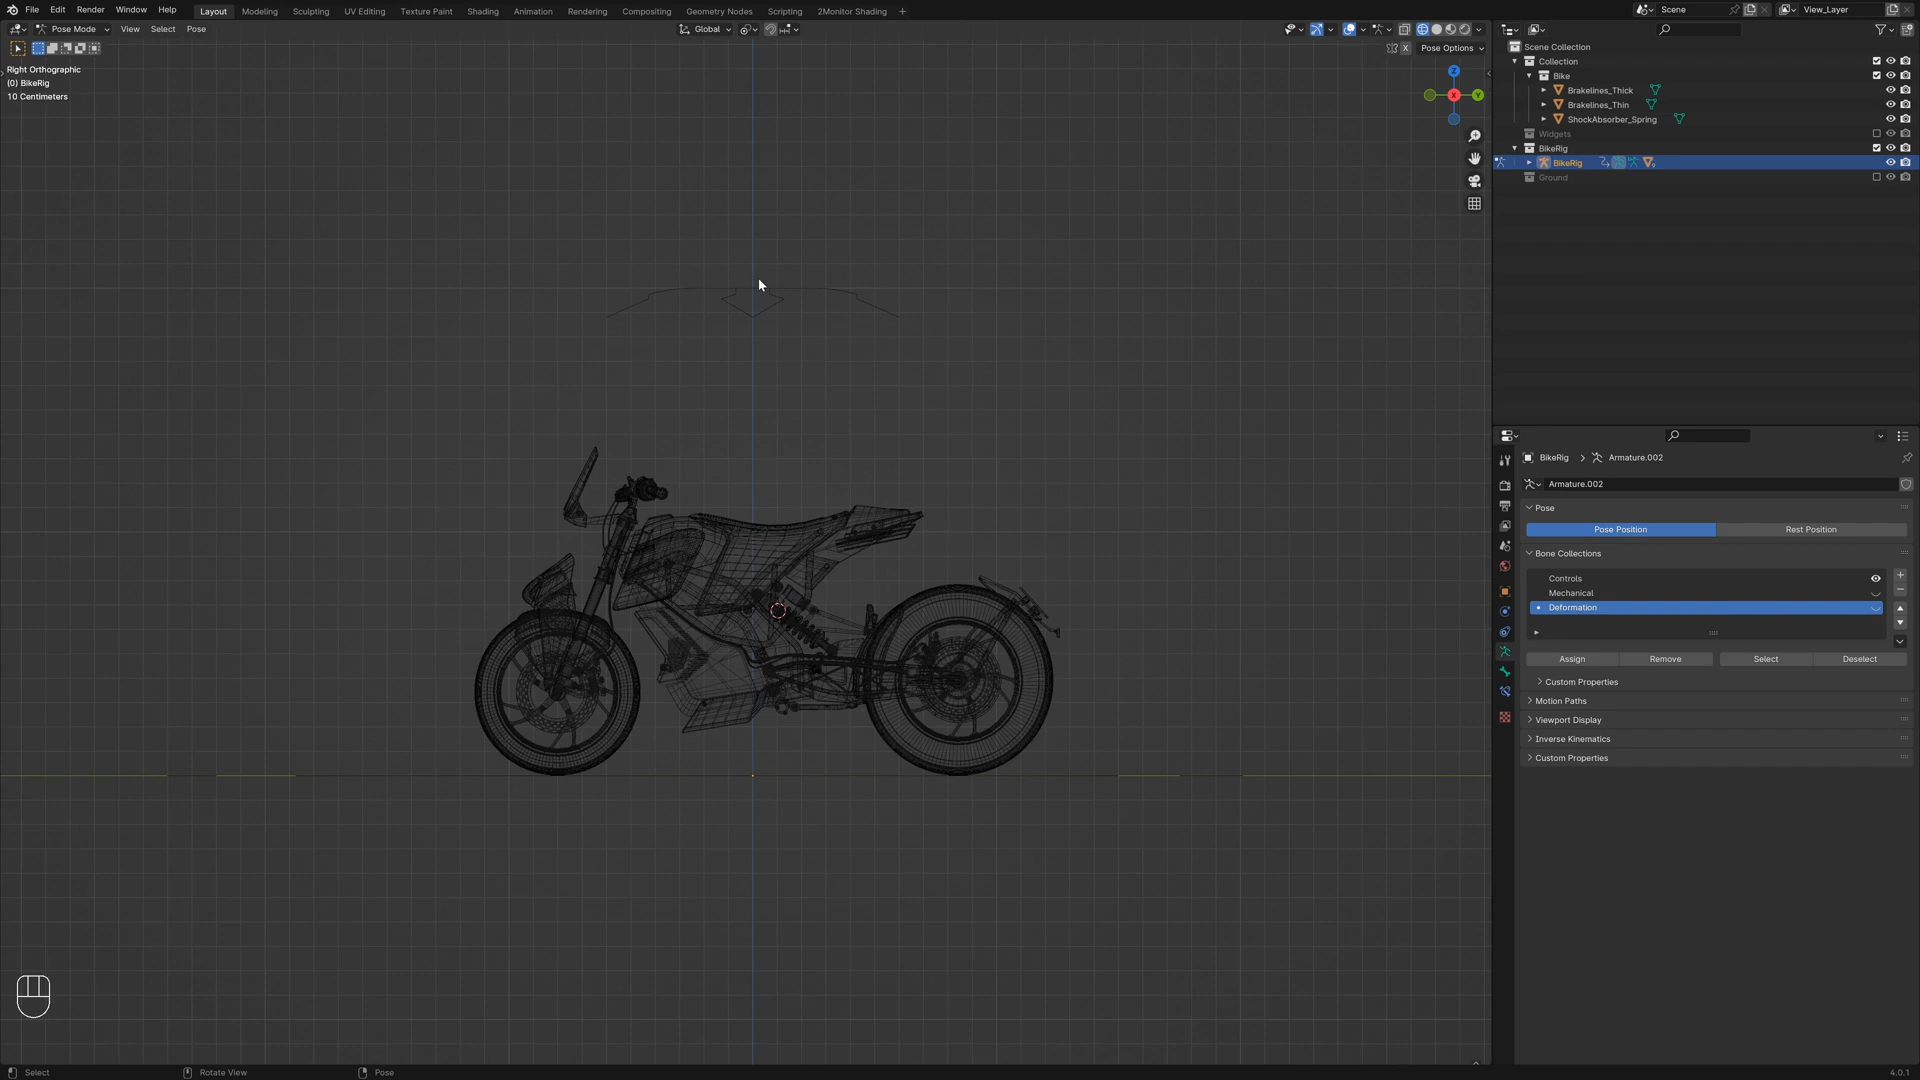 File Edit Render Window Help
Layout Modeling Sculpting UV Editing Texture Paint Shading Animation Rendering Compositing Geometry Nodes Scripting 2Monitor Shading +
Scene
View_Layer
Pose Mode View Select Pose
Global
Pose Options
Right Orthographic
(0) BikeRig
10 Centimeters
Z
X
Y
Scene Collection
Collection
Bike
Brakelines_Thick
Brakelines_Thin
ShockAbsorber_Spring
Widgets
BikeRig
BikeRig
Ground
BikeRig > Armature.002
Armature.002
Pose
Pose Position Rest Position
Bone Collections
Controls
Mechanical
Deformation
Assign Remove Select Deselect
Custom Properties
Motion Paths
Viewport Display
Inverse Kinematics
Custom Properties
Select Rotate View Pose
4.0.1